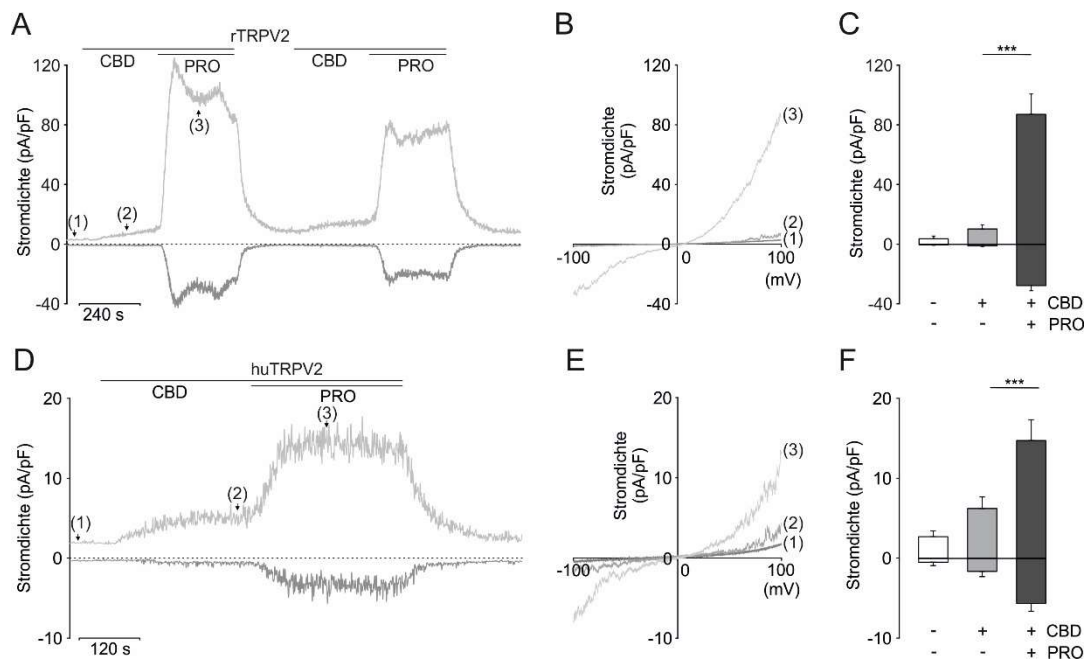 A
rTRPV2
CBD
PRO
CBD
PRO
Stromdichte (pA/pF)
120
80
40
0
-40
(1)
(2)
(3)
240 s
B
Stromdichte
(pA/pF)
120
80
40
0
-40
-100
0
100
(mV)
(3)
(2)
(1)
C
***
Stromdichte (pA/pF)
120
80
40
0
-40
- + + CBD
- - + PRO
D
huTRPV2
CBD
PRO
Stromdichte (pA/pF)
20
10
0
-10
(1)
(2)
(3)
120 s
E
Stromdichte
(pA/pF)
20
10
0
-10
-100
0
100
(mV)
(3)
(2)
(1)
F
***
Stromdichte (pA/pF)
20
10
0
-10
- + + CBD
- - + PRO